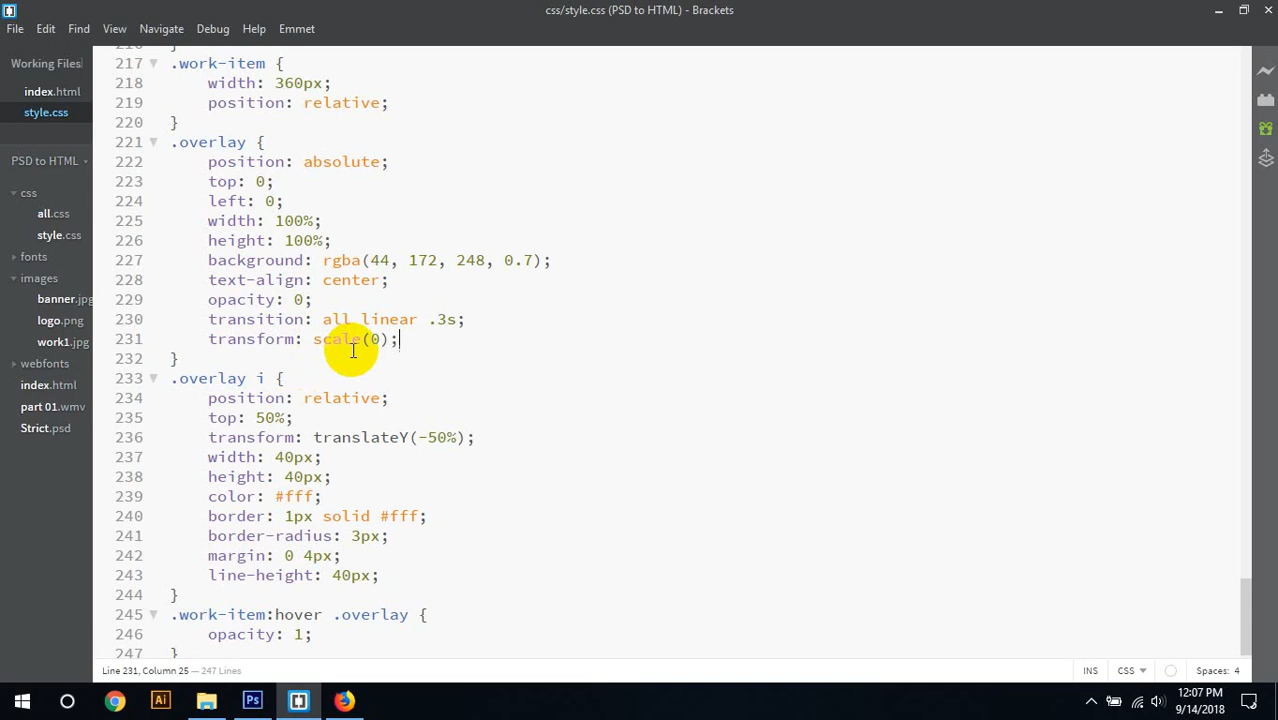 css/style.css (PSD to HTML) - Brackets
File Edit Find View Navigate Debug Help Emmet
Working Files
index.html
style.css
PSD to HTML
css
all.css
style.css
fonts
images
banner.jpg
logo.png
work1.jpg
webfonts
index.html
part 01.wmv
Strict.psd
216 }
217 .work-item {
218 width: 360px;
219 position: relative;
220 }
221 .overlay {
222 position: absolute;
223 top: 0;
224 left: 0;
225 width: 100%;
226 height: 100%;
227 background: rgba(44, 172, 248, 0.7);
228 text-align: center;
229 opacity: 0;
230 transition: all linear .3s;
231 transform: scale(0);
232 }
233 .overlay i {
234 position: relative;
235 top: 50%;
236 transform: translateY(-50%);
237 width: 40px;
238 height: 40px;
239 color: #fff;
240 border: 1px solid #fff;
241 border-radius: 3px;
242 margin: 0 4px;
243 line-height: 40px;
244 }
245 .work-item:hover .overlay {
246 opacity: 1;
247 }
Line 231, Column 25 — 247 Lines
INS CSS Spaces: 4
Ai Ps
12:07 PM
9/14/2018